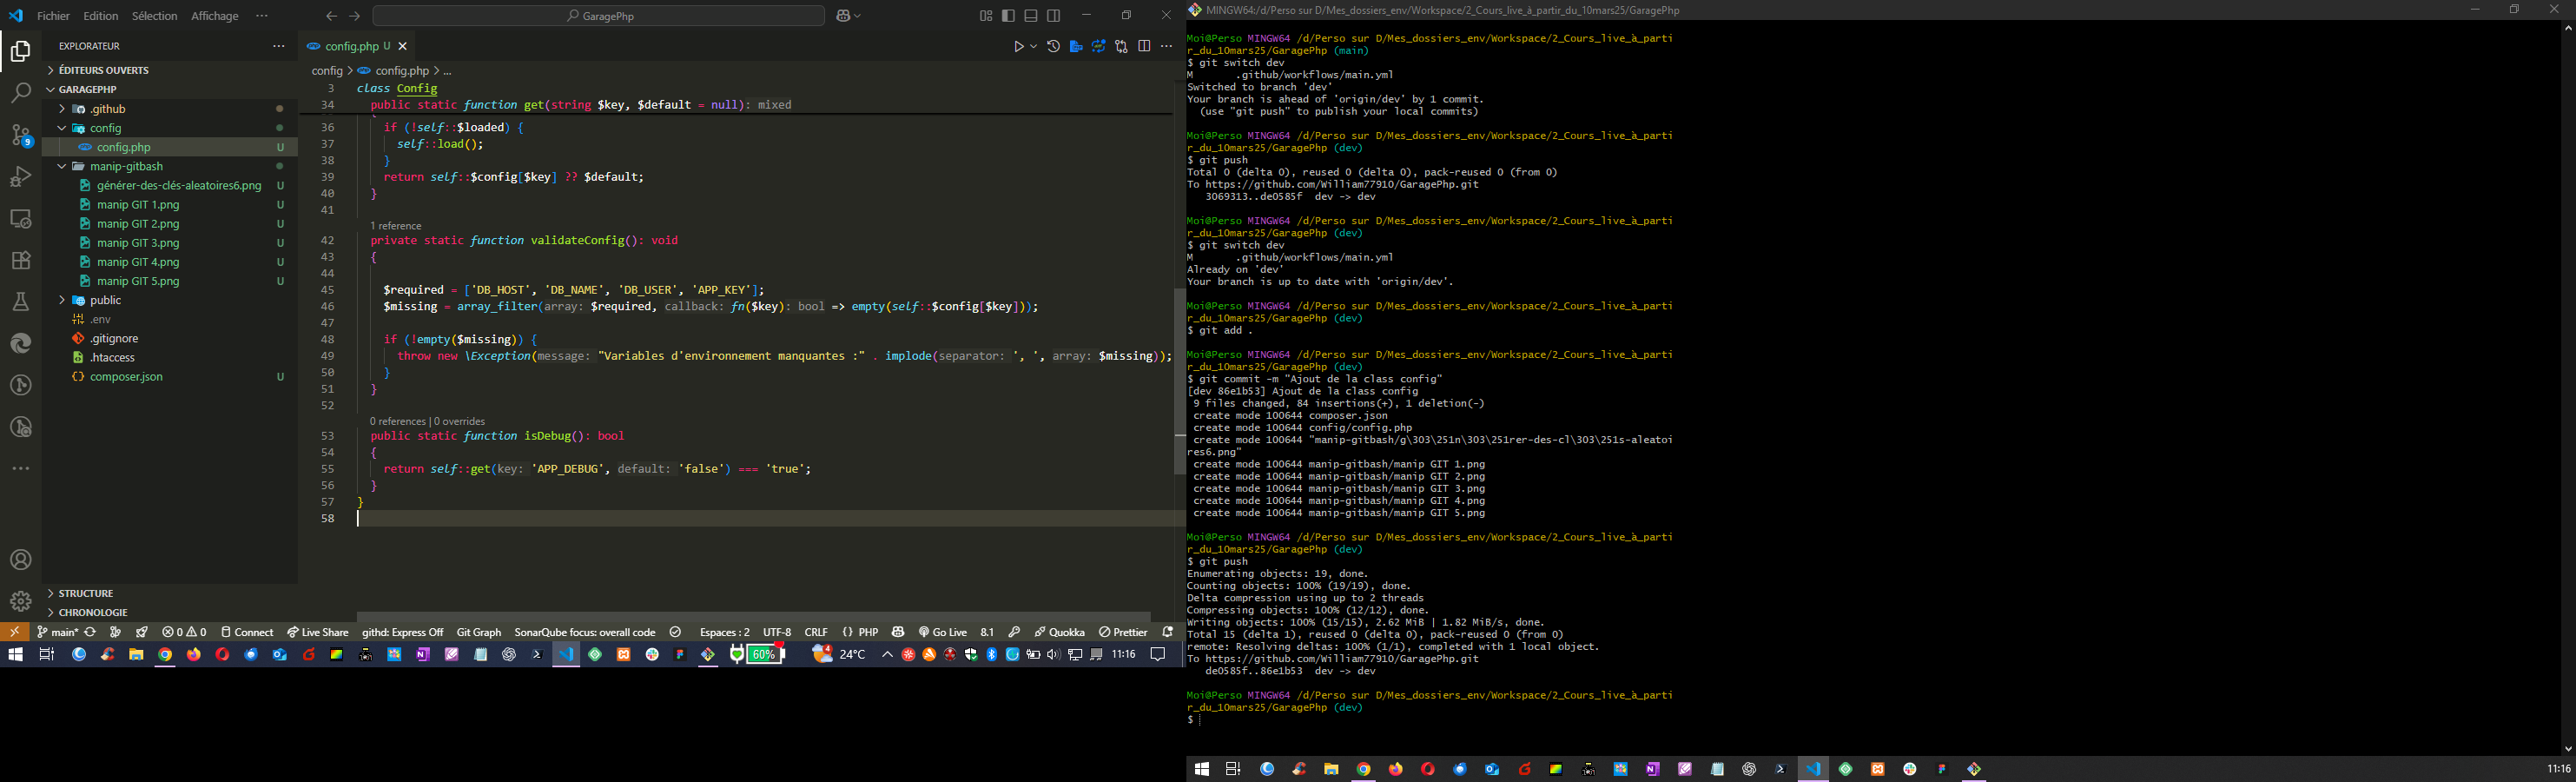 Fichier Edition Sélection Affichage ··· GaragePhp
EXPLORATEUR ···
ÉDITEURS OUVERTS
GARAGEPHP
.github
config
config.php U
manip-gitbash
générer-des-clés-aleatoires6.png U
manip GIT 1.png U
manip GIT 2.png U
manip GIT 3.png U
manip GIT 4.png U
manip GIT 5.png U
public
.env
.gitignore
.htaccess
composer.json U
STRUCTURE
CHRONOLOGIE
9
config.php U
config > config.php > ...
3 class Config
34 public static function get(string $key, $default = null): mixed
36 if (!self::$loaded) {
37 self::load();
38 }
39 return self::$config[$key] ?? $default;
40 }
41
1 reference
42 private static function validateConfig(): void
43 {
44
45 $required = ['DB_HOST', 'DB_NAME', 'DB_USER', 'APP_KEY'];
46 $missing = array_filter(array: $required, callback: fn($key): bool => empty(self::$config[$key]));
47
48 if (!empty($missing)) {
49 throw new \Exception(message: "Variables d'environnement manquantes :" . implode(separator: ', ', array: $missing));
50 }
51 }
52
0 references | 0 overrides
53 public static function isDebug(): bool
54 {
55 return self::get(key: 'APP_DEBUG', default: 'false') === 'true';
56 }
57 }
58
main* 0 0 Connect Live Share githd: Express Off Git Graph SonarQube focus: overall code Espaces : 2 UTF-8 CRLF {} PHP Go Live 8.1 Quokka Prettier
60% 4 24°C 11:16
MINGW64:/d/Perso sur D/Mes_dossiers_env/Workspace/2_Cours_live_à_partir_du_10mars25/GaragePhp
Moi@Perso MINGW64 /d/Perso sur D/Mes_dossiers_env/Workspace/2_Cours_live_à_parti
r_du_10mars25/GaragePhp (main)
$ git switch dev
M .github/workflows/main.yml
Switched to branch 'dev'
Your branch is ahead of 'origin/dev' by 1 commit.
(use "git push" to publish your local commits)
Moi@Perso MINGW64 /d/Perso sur D/Mes_dossiers_env/Workspace/2_Cours_live_à_parti
r_du_10mars25/GaragePhp (dev)
$ git push
Total 0 (delta 0), reused 0 (delta 0), pack-reused 0 (from 0)
To https://github.com/William77910/GaragePhp.git
3069313..de0585f dev -> dev
Moi@Perso MINGW64 /d/Perso sur D/Mes_dossiers_env/Workspace/2_Cours_live_à_parti
r_du_10mars25/GaragePhp (dev)
$ git switch dev
M .github/workflows/main.yml
Already on 'dev'
Your branch is up to date with 'origin/dev'.
Moi@Perso MINGW64 /d/Perso sur D/Mes_dossiers_env/Workspace/2_Cours_live_à_parti
r_du_10mars25/GaragePhp (dev)
$ git add .
Moi@Perso MINGW64 /d/Perso sur D/Mes_dossiers_env/Workspace/2_Cours_live_à_parti
r_du_10mars25/GaragePhp (dev)
$ git commit -m "Ajout de la class config"
[dev 86e1b53] Ajout de la class config
9 files changed, 84 insertions(+), 1 deletion(-)
create mode 100644 composer.json
create mode 100644 config/config.php
create mode 100644 "manip-gitbash/g\303\251n\303\251rer-des-cl\303\251s-aleatoi
res6.png"
create mode 100644 manip-gitbash/manip GIT 1.png
create mode 100644 manip-gitbash/manip GIT 2.png
create mode 100644 manip-gitbash/manip GIT 3.png
create mode 100644 manip-gitbash/manip GIT 4.png
create mode 100644 manip-gitbash/manip GIT 5.png
Moi@Perso MINGW64 /d/Perso sur D/Mes_dossiers_env/Workspace/2_Cours_live_à_parti
r_du_10mars25/GaragePhp (dev)
$ git push
Enumerating objects: 19, done.
Counting objects: 100% (19/19), done.
Delta compression using up to 2 threads
Compressing objects: 100% (12/12), done.
Writing objects: 100% (15/15), 2.62 MiB | 1.82 MiB/s, done.
Total 15 (delta 1), reused 0 (delta 0), pack-reused 0 (from 0)
remote: Resolving deltas: 100% (1/1), completed with 1 local object.
To https://github.com/William77910/GaragePhp.git
de0585f..86e1b53 dev -> dev
Moi@Perso MINGW64 /d/Perso sur D/Mes_dossiers_env/Workspace/2_Cours_live_à_parti
r_du_10mars25/GaragePhp (dev)
$
11:16